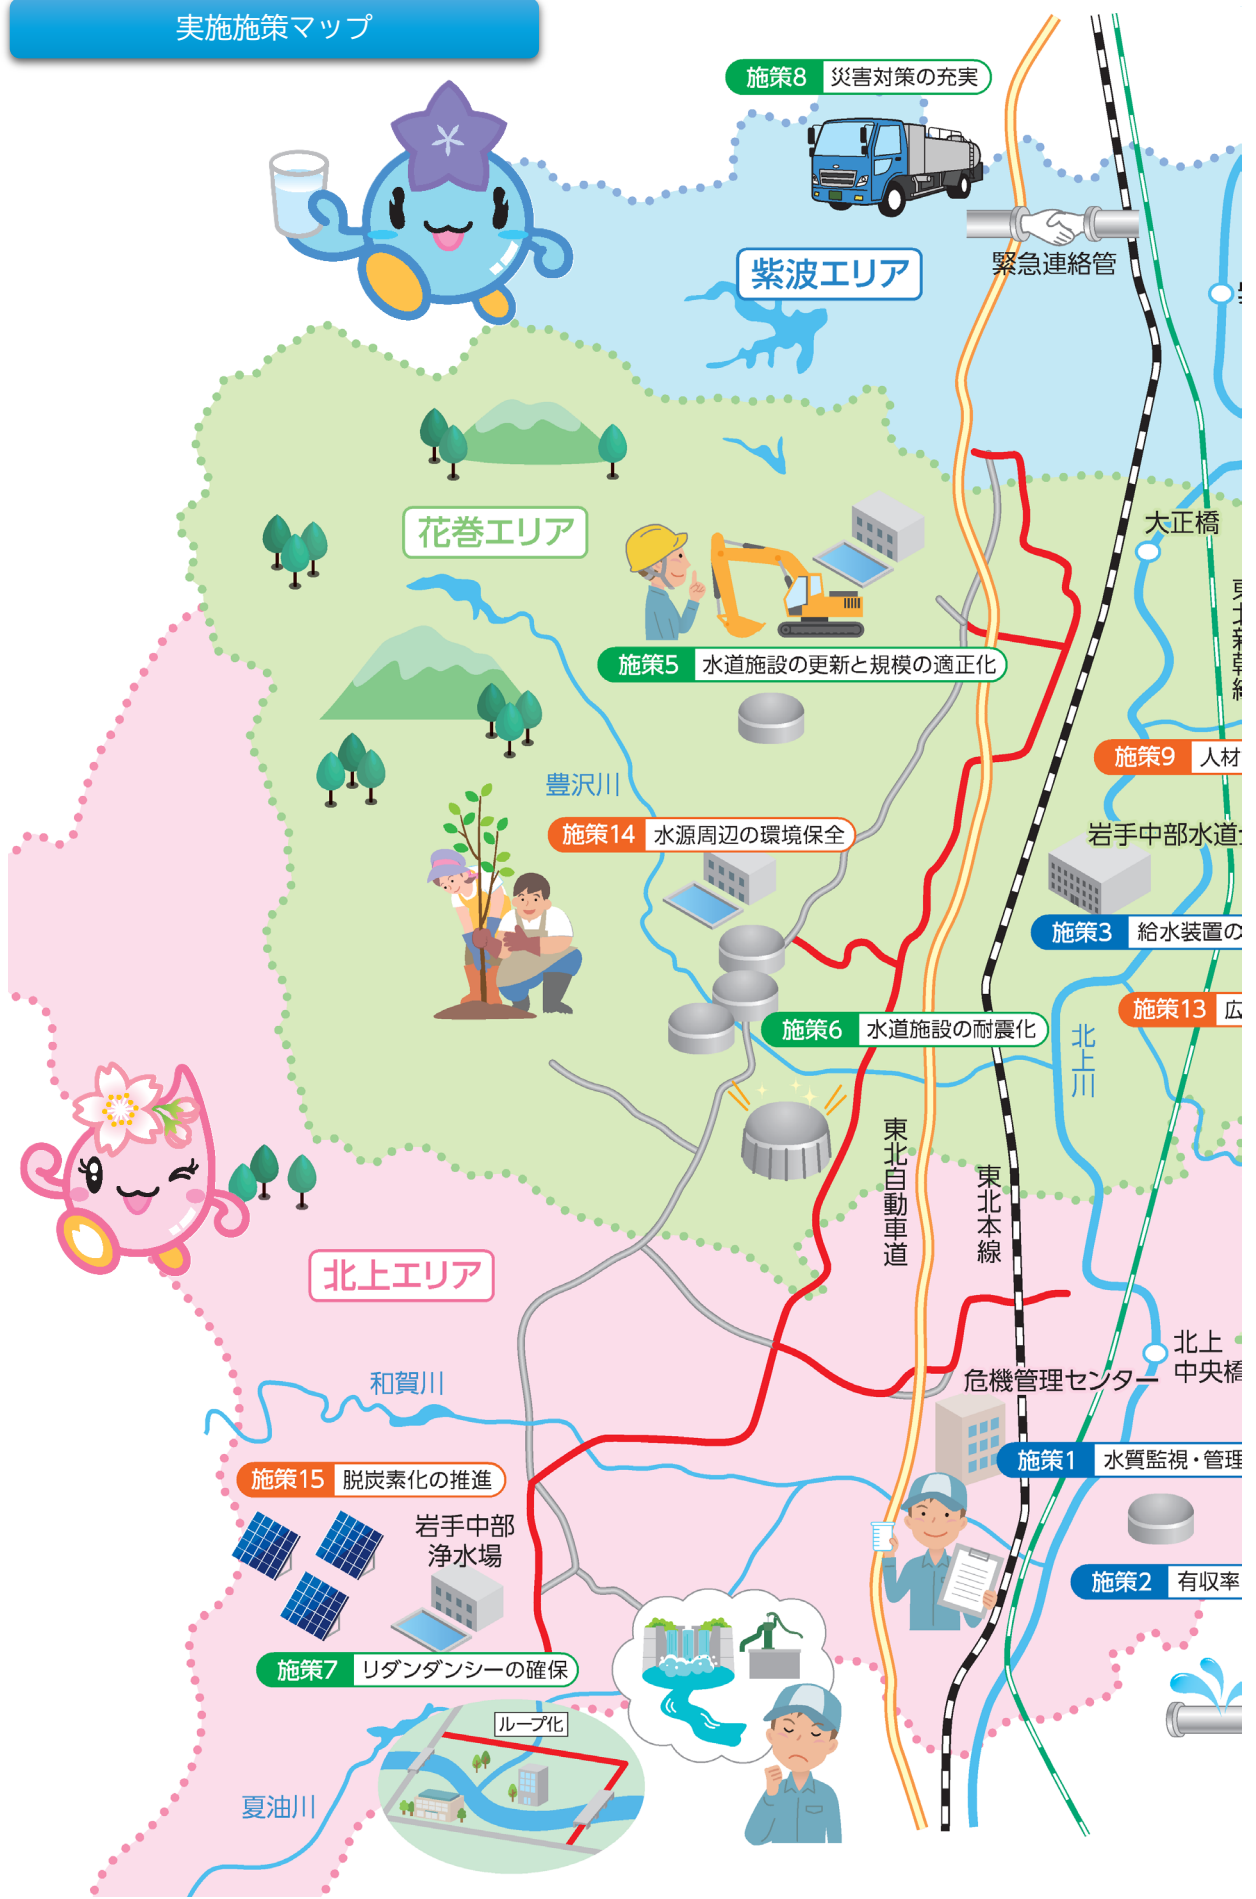 実施施策マップ
施策8 災害対策の充実
緊急連絡管
紫波エリア
花巻エリア
大正橋
施策5 水道施設の更新と規模の適正化
豊沢川
施策9 人材
施策14 水源周辺の環境保全
岩手中部水道
施策3 給水装置の
施策13 広
施策6 水道施設の耐震化
北上川
東北自動車道
東北本線
北上エリア
北上
中央橋
和賀川
危機管理センター
施策1 水質監視・管理
施策15 脱炭素化の推進
岩手中部
浄水場
施策2 有収率
施策7 リダンダンシーの確保
ループ化
夏油川